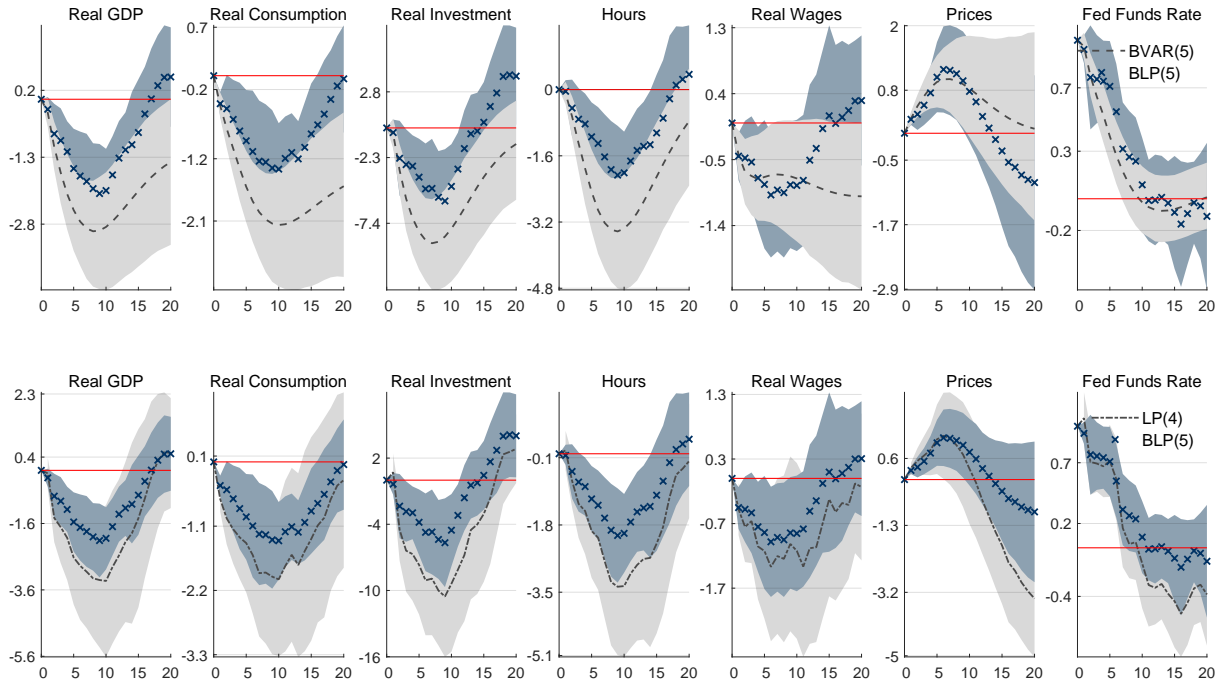 Real GDP
0.2
-1.3
-2.8
0 5 10 15 20
Real Consumption
0.7
-0.2
-1.2
-2.1
0 5 10 15 20
Real Investment
2.8
-2.3
-7.4
0 5 10 15 20
Hours
0
-1.6
-3.2
-4.8
0 5 10 15 20
Real Wages
1.3
0.4
-0.5
-1.4
0 5 10 15 20
Prices
2
0.8
-0.5
-1.7
-2.9
0 5 10 15 20
Fed Funds Rate
BVAR(5)
BLP(5)
0.7
0.3
-0.2
0 5 10 15 20
Real GDP
2.3
0.4
-1.6
-3.6
-5.6
0 5 10 15 20
Real Consumption
0.1
-1.1
-2.2
-3.3
0 5 10 15 20
Real Investment
2
-4
-10
-16
0 5 10 15 20
Hours
-0.1
-1.8
-3.5
-5.1
0 5 10 15 20
Real Wages
1.3
0.3
-0.7
-1.7
0 5 10 15 20
Prices
0.6
-1.3
-3.2
-5
0 5 10 15 20
Fed Funds Rate
LP(4)
BLP(5)
0.7
0.2
-0.4
0 5 10 15 20